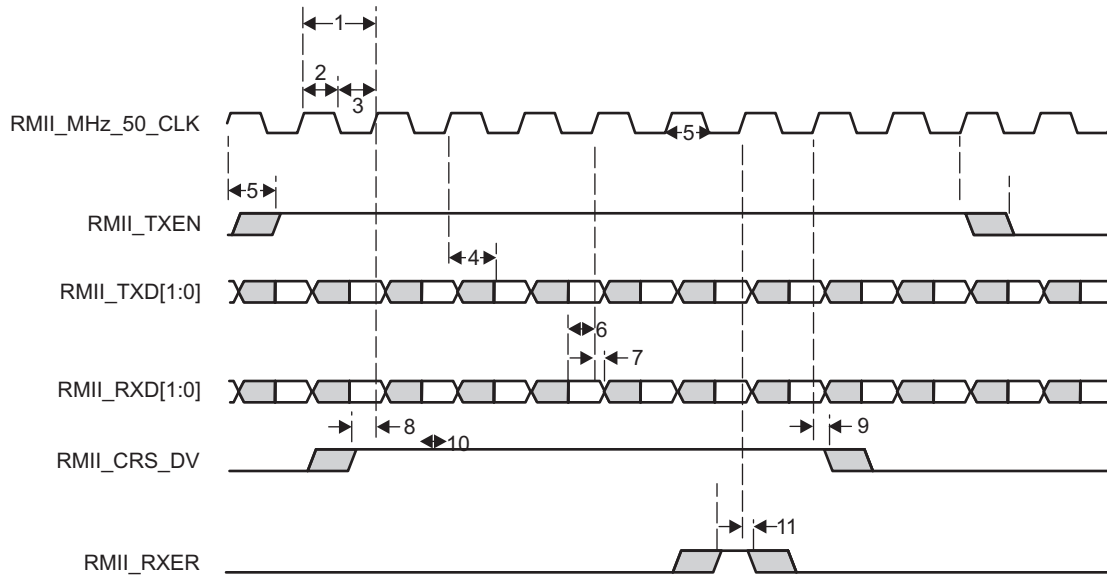 1
2
3
RMII_MHz_50_CLK
5
5
RMII_TXEN
4
RMII_TXD[1:0]
6
7
RMII_RXD[1:0]
8
10
9
RMII_CRS_DV
11
RMII_RXER